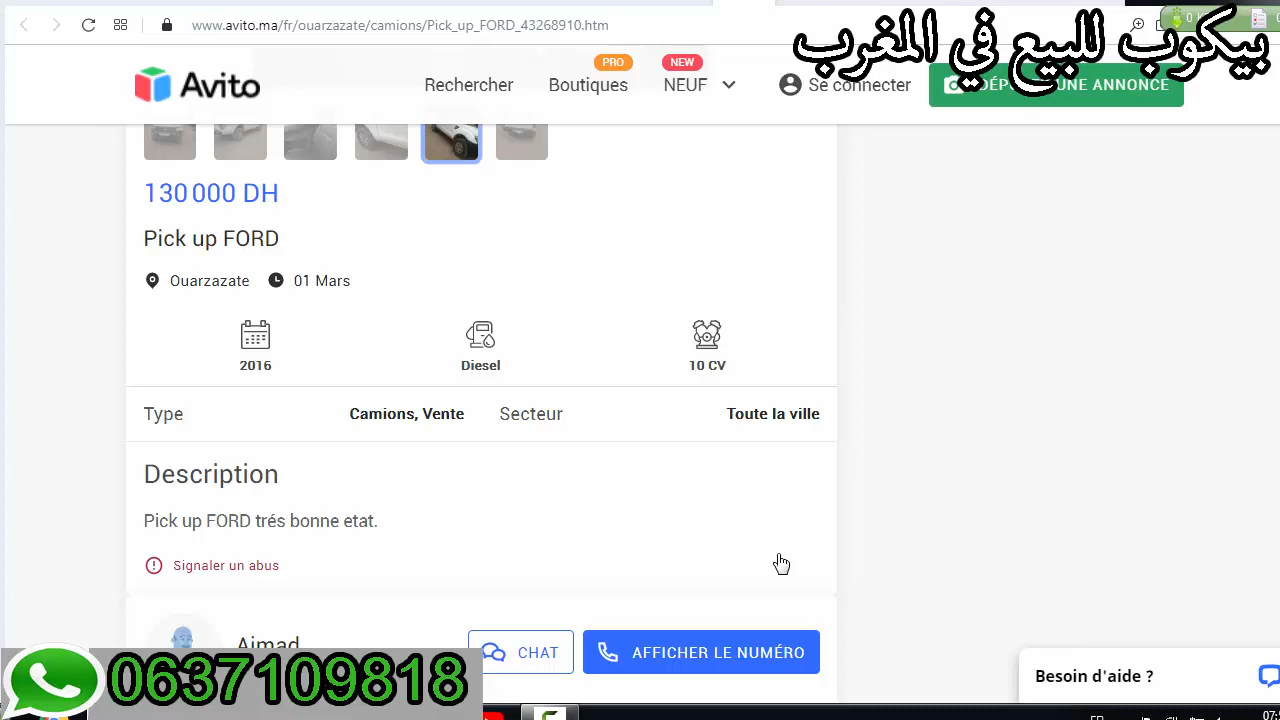 www.avito.ma/fr/ouarzazate/camions/Pick_up_FORD_43268910.htm
بيكوب للبيع في المغرب
Avito
Rechercher
PRO
Boutiques
NEW
NEUF
Se connecter
UNE ANNONCE
130 000 DH
Pick up FORD
Ouarzazate 01 Mars
2016 Diesel 10 CV
Type Camions, Vente Secteur Toute la ville
Description
Pick up FORD trés bonne etat.
Signaler un abus
Aimad
CHAT
AFFICHER LE NUMÉRO
Besoin d'aide ?
0637109818
FR